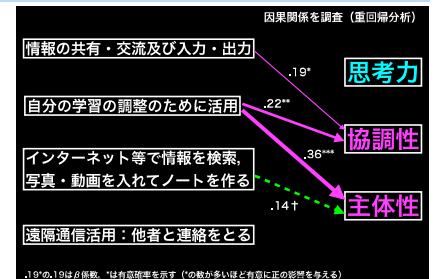 因果関係を調査（重回帰分析）
情報の共有・交流及び入力・出力
思考力
.19*
自分の学習の調整のために活用
.22**
協調性
.36***
インターネット等で情報を検索,
写真・動画を入れてノートを作る
.14†
主体性
遠隔通信活用：他者と連絡をとる
.19*の.19はβ係数，*は有意確率を示す（*の数が多いほど有意に正の影響を与える）